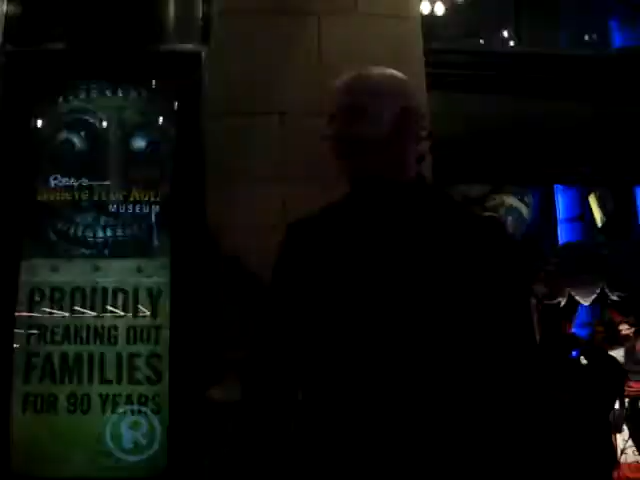 Ripley's
Believe It or Not!
MUSEUM
PROUDLY
FREAKING OUT
FAMILIES
FOR 90 YEARS
R